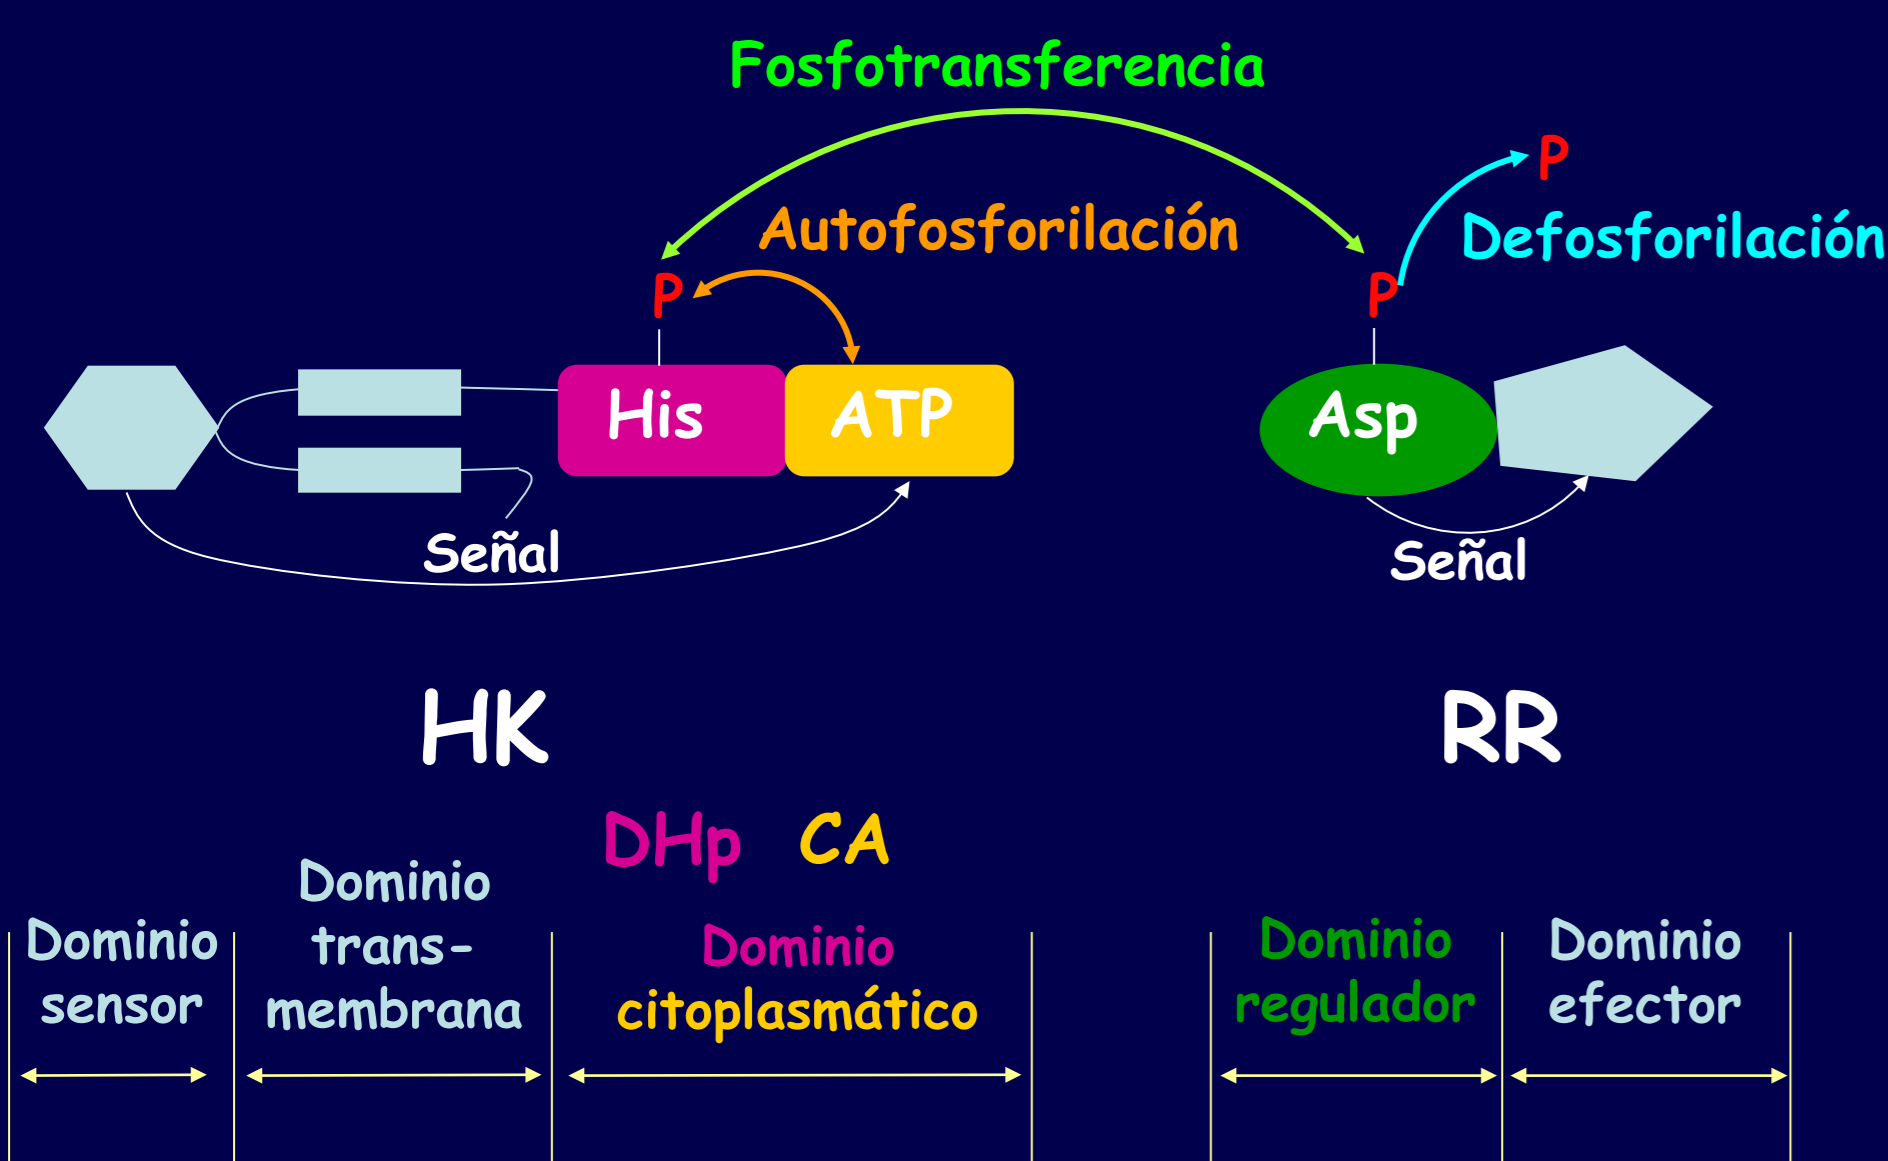 Fosfotransferencia
P
Autofosforilación
Defosforilación
P
P
His
ATP
Asp
Señal
Señal
HK
RR
DHp
CA
Dominio
sensor
Dominio
trans-
membrana
Dominio
citoplasmático
Dominio
regulador
Dominio
efector